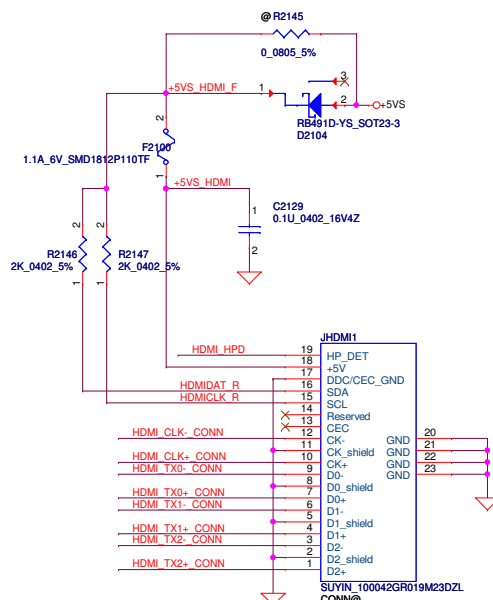 @ R2145
0_0805_5%
+5VS_HDMI_F
1
3
2
+5VS
RB491D-YS_SOT23-3
D2104
2
F2100
1.1A_6V_SMD1812P110TF
1
+5VS_HDMI
C2129
0.1U_0402_16V4Z
1
2
2
2
R2146
2K_0402_5%
R2147
2K_0402_5%
1
1
JHDMI1
HDMI_HPD 19 HP_DET
18 +5V
17 DDC/CEC_GND
HDMIDAT_R 16 SDA
HDMICLK_R 15 SCL
14 Reserved
13 CEC
HDMI_CLK-_CONN 12 CK- GND 20
11 CK_shield GND 21
HDMI_CLK+_CONN 10 CK+ GND 22
HDMI_TX0-_CONN 9 D0- GND 23
8 D0_shield
HDMI_TX0+_CONN 7 D0+
HDMI_TX1-_CONN 6 D1-
5 D1_shield
HDMI_TX1+_CONN 4 D1+
HDMI_TX2-_CONN 3 D2-
2 D2_shield
HDMI_TX2+_CONN 1 D2+
SUYIN_100042GR019M23DZL
CONN@